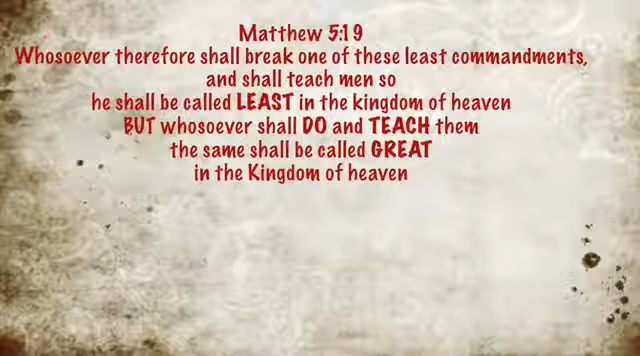 Matthew 5:19
Whosoever therefore shall break one of these least commandments,
and shall teach men so
he shall be called LEAST in the kingdom of heaven
BUT whosoever shall DO and TEACH them
the same shall be called GREAT
in the Kingdom of heaven